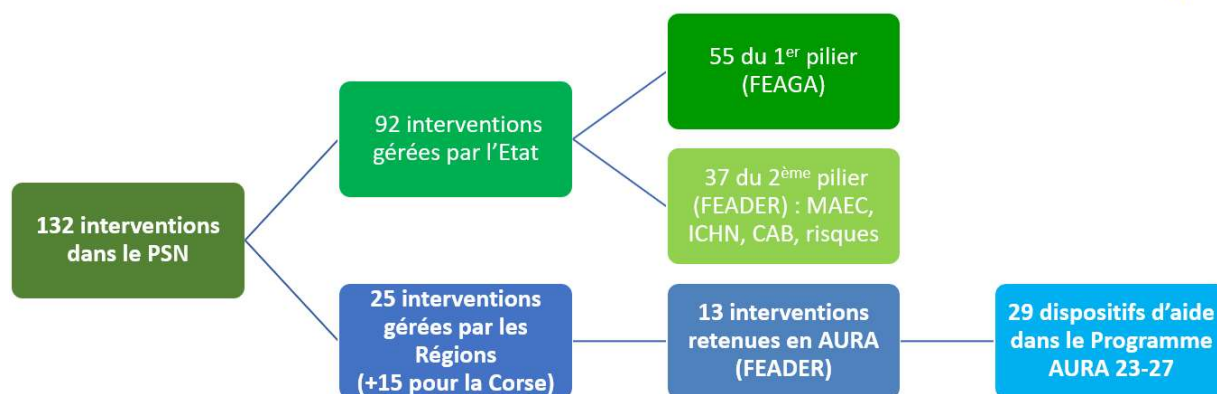 132 interventions
dans le PSN
92 interventions
gérées par l'Etat
55 du 1er pilier
(FEAGA)
37 du 2ème pilier
(FEADER) : MAEC,
ICHN, CAB, risques
25 interventions
gérées par les
Régions
(+15 pour la Corse)
13 interventions
retenues en AURA
(FEADER)
29 dispositifs d'aide
dans le Programme
AURA 23-27